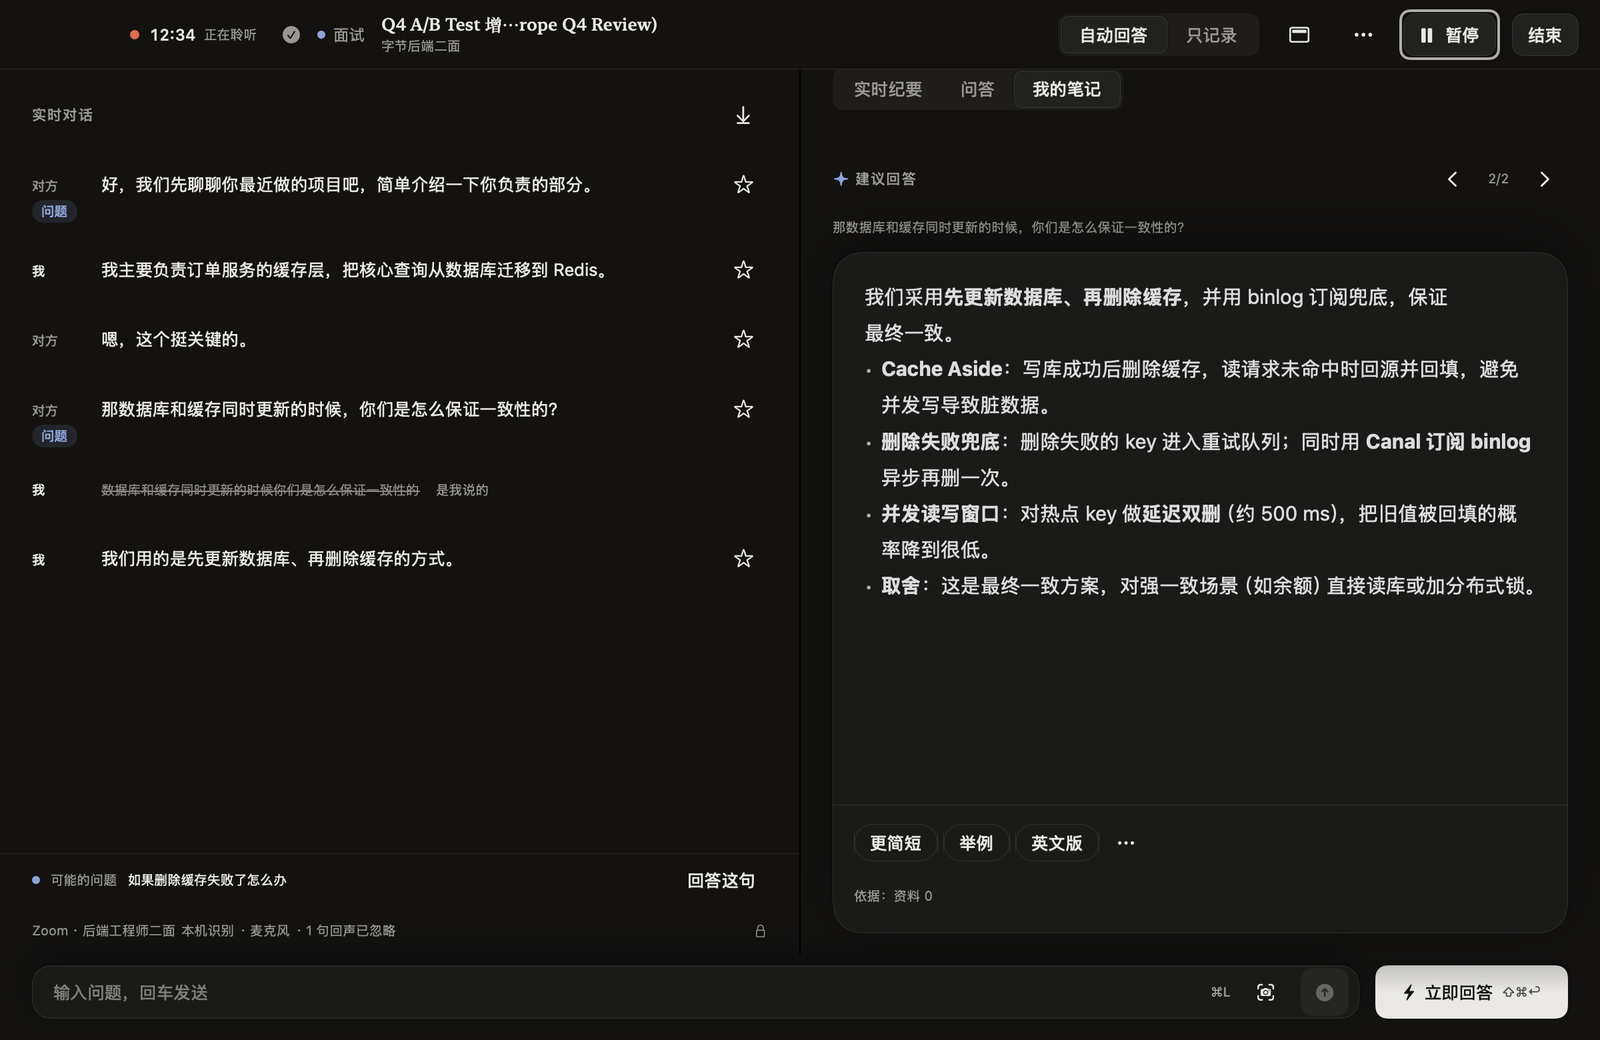 12:34 正在聆听
面试
Q4 A/B Test 增···rope Q4 Review)
字节后端二面
自动回答
只记录
暂停
结束
实时对话
对方
问题
好，我们先聊聊你最近做的项目吧，简单介绍一下你负责的部分。
我
我主要负责订单服务的缓存层，把核心查询从数据库迁移到 Redis。
对方
嗯，这个挺关键的。
对方
问题
那数据库和缓存同时更新的时候，你们是怎么保证一致性的？
我
数据库和缓存同时更新的时候你们是怎么保证一致性的 是我说的
我
我们用的是先更新数据库、再删除缓存的方式。
可能的问题 如果删除缓存失败了怎么办
回答这句
Zoom · 后端工程师二面 本机识别 · 麦克风 · 1 句回声已忽略
实时纪要
问答
我的笔记
建议回答
2/2
那数据库和缓存同时更新的时候，你们是怎么保证一致性的？
我们采用先更新数据库、再删除缓存，并用 binlog 订阅兜底，保证
最终一致。
• Cache Aside：写库成功后删除缓存，读请求未命中时回源并回填，避免
并发写导致脏数据。
• 删除失败兜底：删除失败的 key 进入重试队列；同时用 Canal 订阅 binlog
异步再删一次。
• 并发读写窗口：对热点 key 做延迟双删（约 500 ms），把旧值被回填的概
率降到很低。
• 取舍：这是最终一致方案，对强一致场景（如余额）直接读库或加分布式锁。
更简短
举例
英文版
依据：资料 0
输入问题，回车发送
⌘L
立即回答 ⇧⌘↩